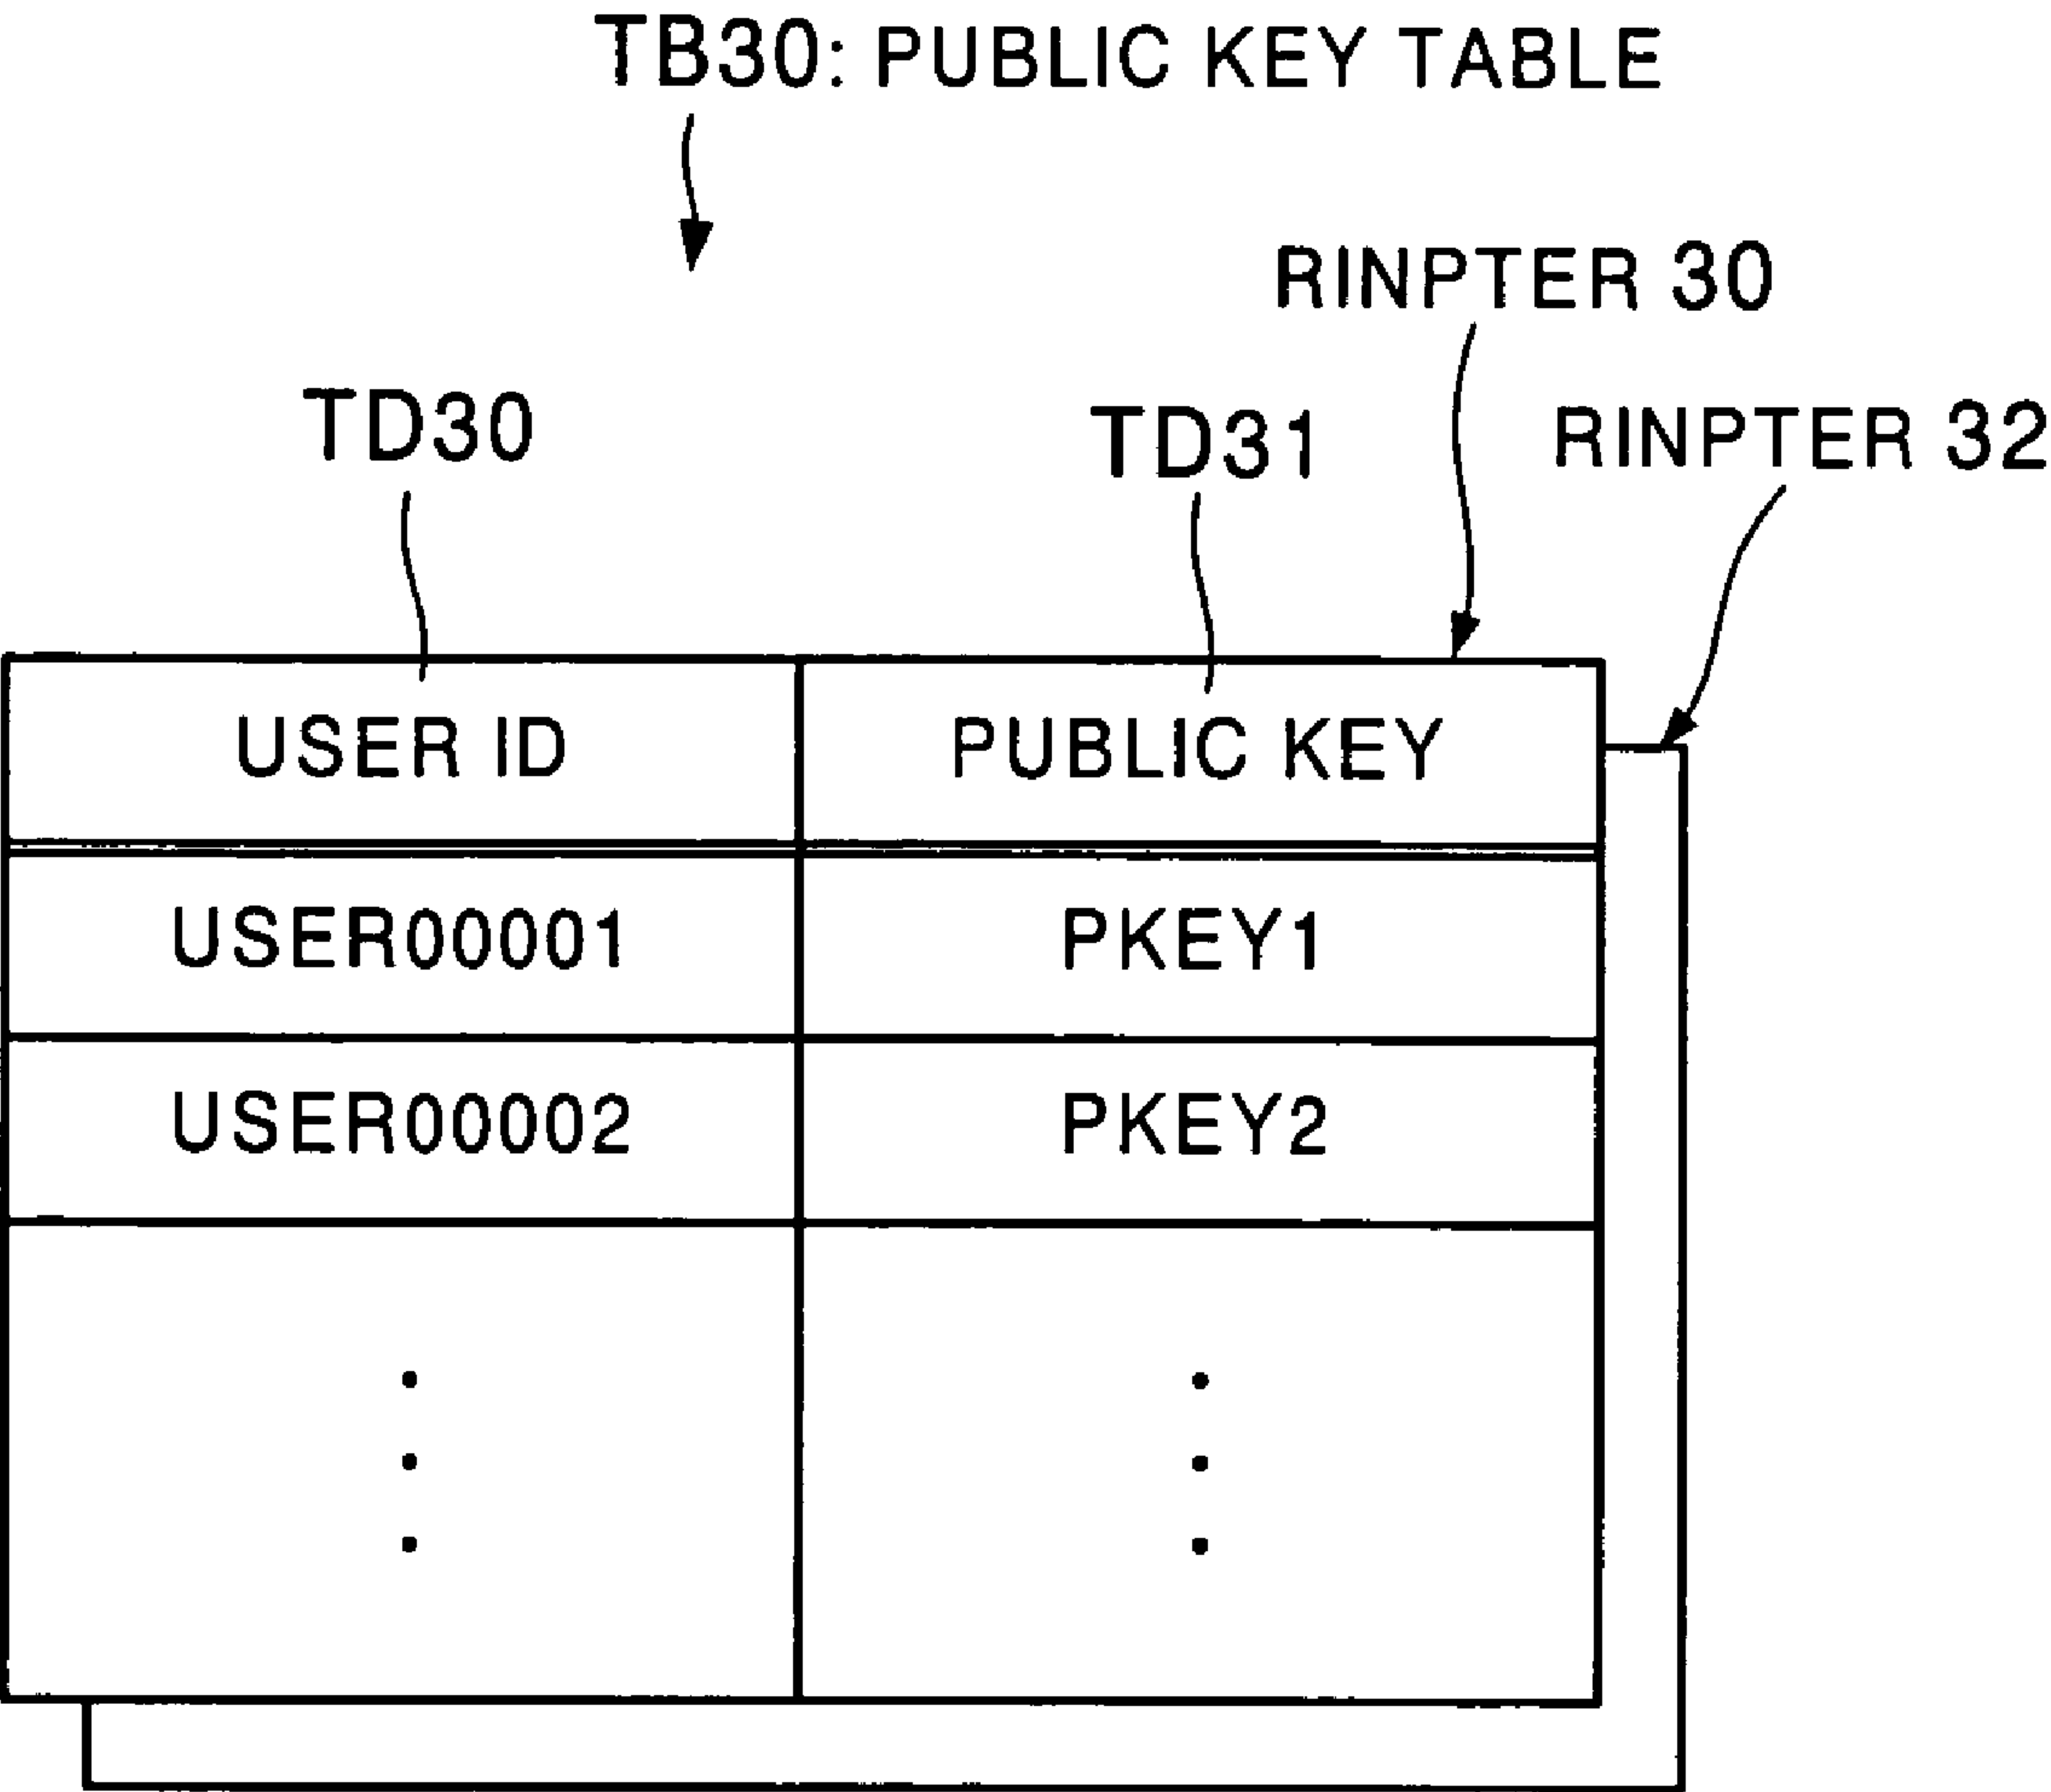 TB30: PUBLIC KEY TABLE
RINPTER 30
TD30
TD31
RINPTER 32
USER ID
PUBLIC KEY
USER00001
PKEY1
USER00002
PKEY2